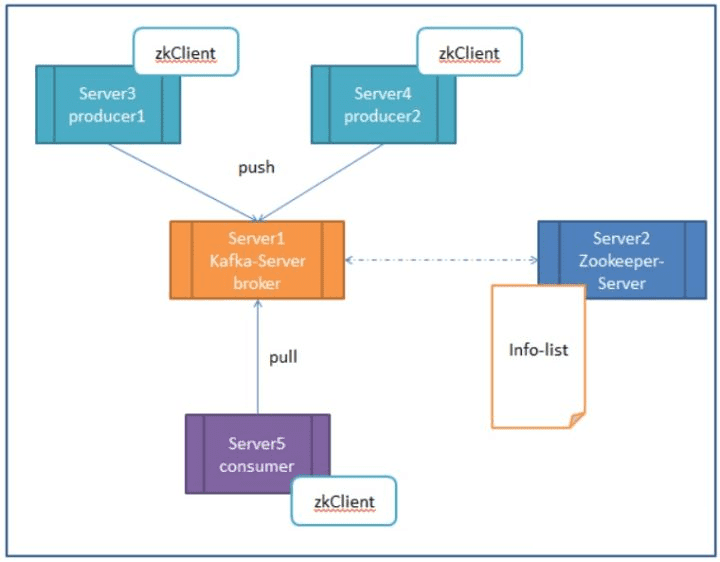 zkClient
zkClient
Server3
producer1
Server4
producer2
push
Server1
Kafka-Server
broker
Server2
Zookeeper-
Server
Info-list
pull
Server5
consumer
zkClient